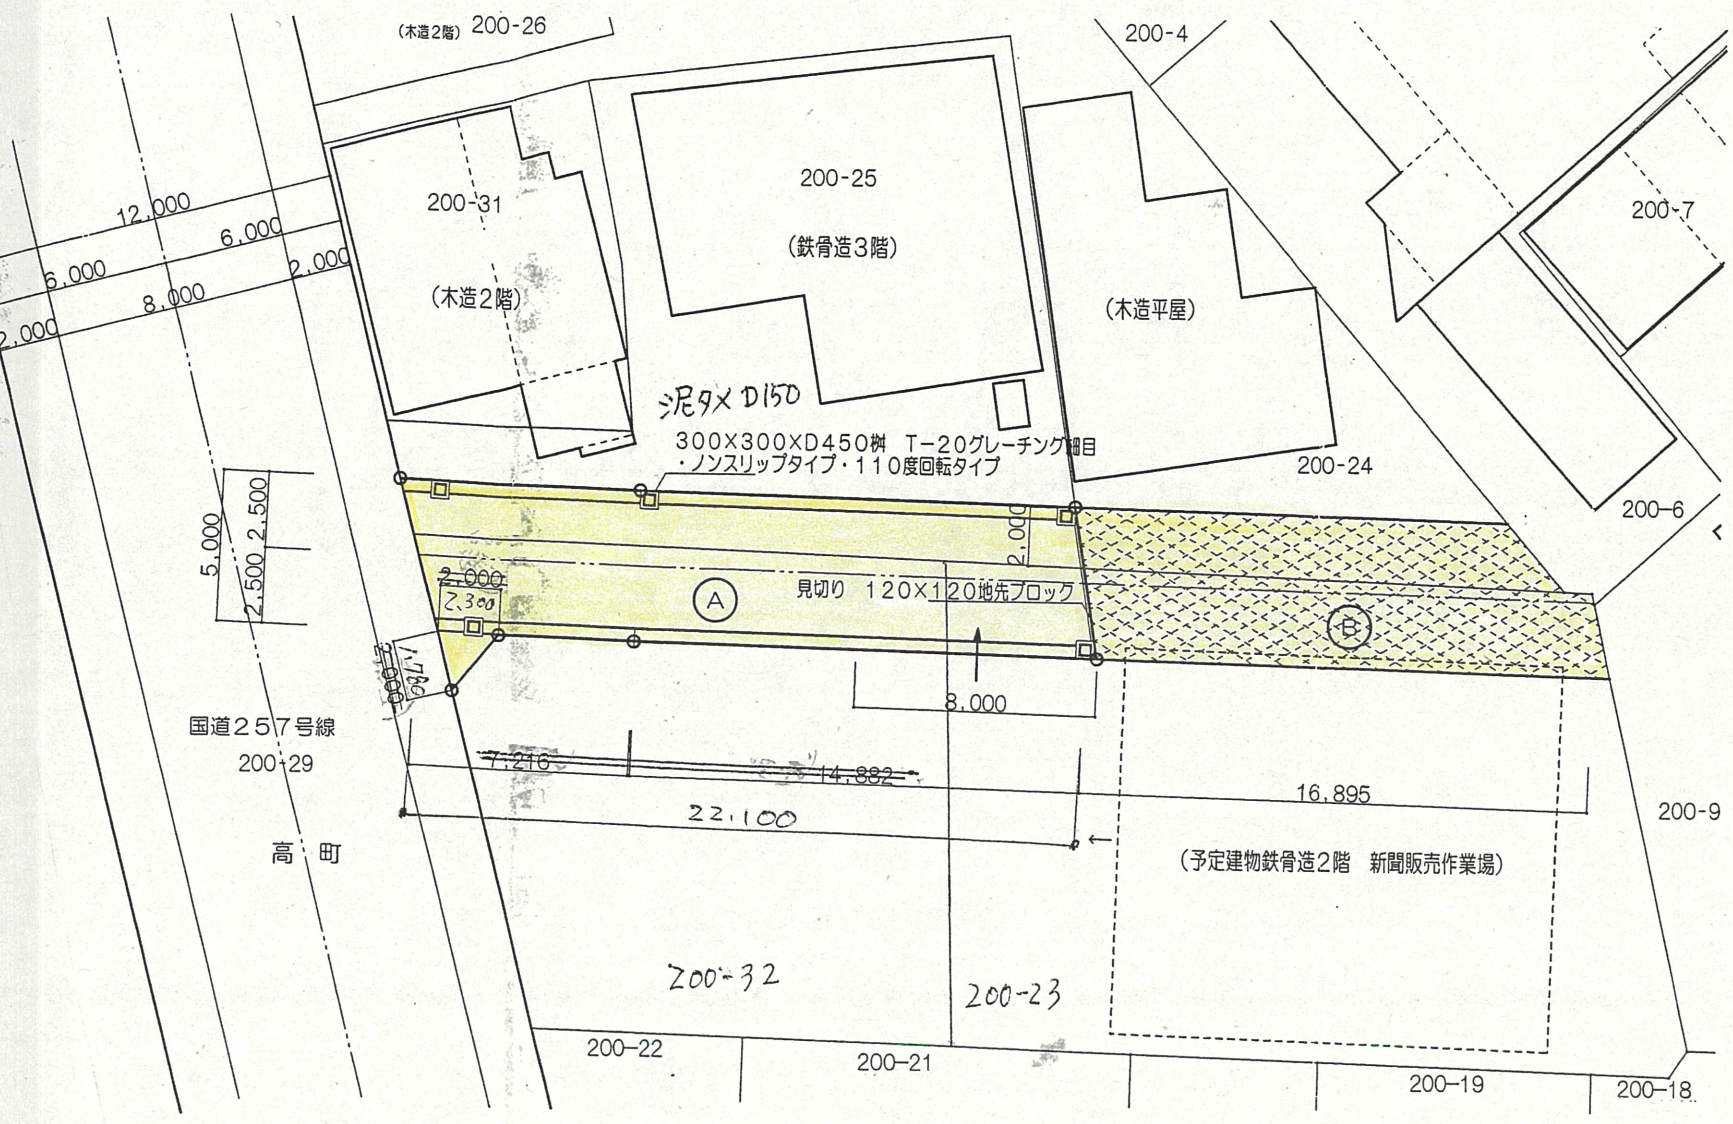 (木造2階) 200-26
200-4
12,000
6,000
6,000
2,000
8,000
2,000
200-31
(木造2階)
200-25
(鉄骨造3階)
(木造平屋)
200-7
泥タメ D150
300×300×D450桝 T-20グレーチング細目
・ノンスリップタイプ・110度回転タイプ
200-24
200-6
5,000
2,500
2,500
2,000
2,000
2,300
A
見切り 120×120地先ブロック
B
2,000
1,780
8,000
国道257号線
200-29
7,216
14,882
16,895
22,100
←
200-9
高 町
(予定建物鉄骨造2階 新聞販売作業場)
200-32
200-23
200-22
200-21
200-19
200-18